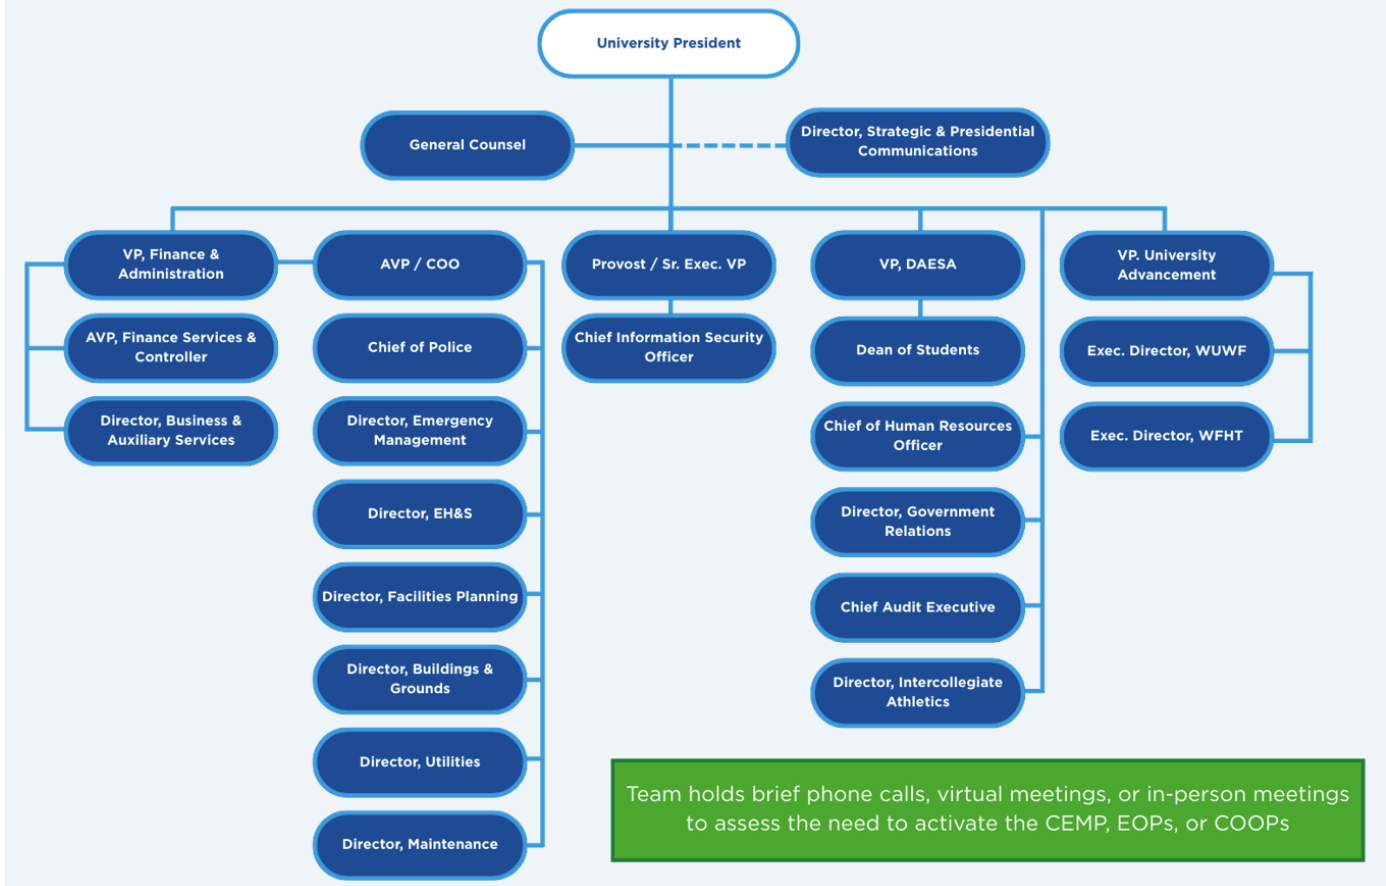 University President
General Counsel
Director, Strategic & Presidential
Communications
VP, Finance &
Administration
AVP, Finance Services &
Controller
Director, Business &
Auxiliary Services
AVP / COO
Chief of Police
Director, Emergency
Management
Director, EH&S
Director, Facilities Planning
Director, Buildings &
Grounds
Director, Utilities
Director, Maintenance
Provost / Sr. Exec. VP
Chief Information Security
Officer
VP, DAESA
Dean of Students
Chief of Human Resources
Officer
Director, Government
Relations
Chief Audit Executive
Director, Intercollegiate
Athletics
VP. University
Advancement
Exec. Director, WUWF
Exec. Director, WFHT
Team holds brief phone calls, virtual meetings, or in-person meetings
to assess the need to activate the CEMP, EOPs, or COOPs